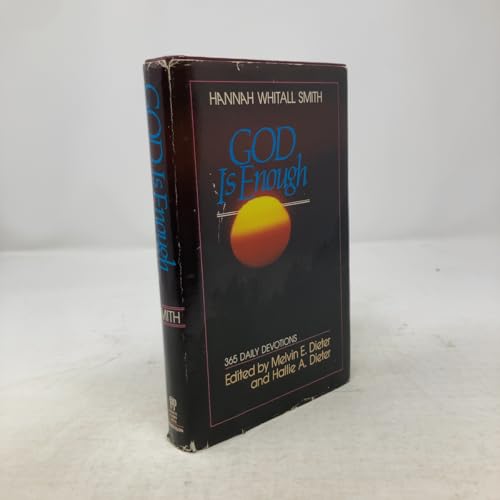 HANNAH WHITALL SMITH
GOD
Is Enough
365 DAILY DEVOTIONS
Edited by Melvin E. Dieter
and Hallie A. Dieter
GOD Is Enough
SMITH